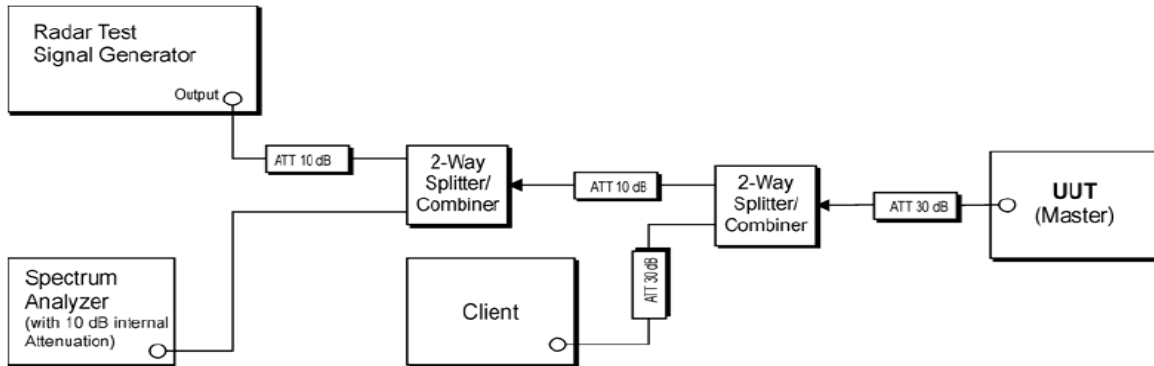 Radar Test
Signal Generator
Output
ATT 10 dB
2-Way
Splitter/
Combiner
ATT 10 dB
2-Way
Splitter/
Combiner
ATT 30 dB
UUT
(Master)
Spectrum
Analyzer
(with 10 dB internal
Attenuation)
Client
ATT 30 dB